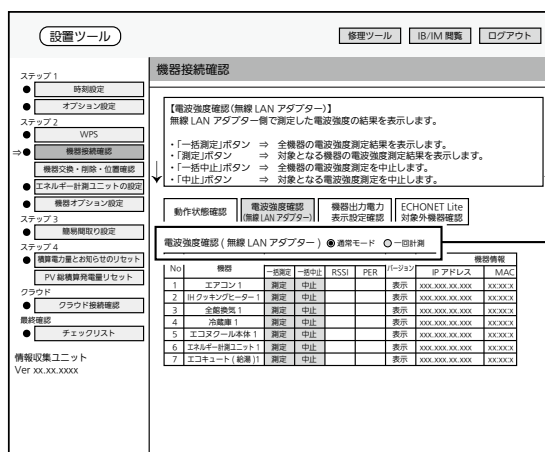 設置ツール
修理ツール
IB/IM 閲覧
ログアウト
ステップ 1
● 時刻設定
● オプション設定
ステップ 2
● WPS
⇒● 機器接続確認
機器交換・削除・位置確認
● エネルギー計測ユニットの設定
● 機器オプション設定
ステップ 3
● 簡易間取り設定
ステップ 4
● 積算電力量とお知らせのリセット
PV 総積算発電量リセット
クラウド
● クラウド接続確認
最終確認
● チェックリスト
情報収集ユニット
Ver xx.xx.xxxx
機器接続確認
【電波強度確認(無線 LAN アダプター)】
無線 LAN アダプター側で測定した電波強度の結果を表示します。
・「一括測定」ボタン ⇒ 全機器の電波強度測定結果を表示します。
・「測定」ボタン ⇒ 対象となる機器の電波強度測定結果を表示します。
・「一括中止」ボタン ⇒ 全機器の電波強度測定を中止します。
・「中止」ボタン ⇒ 対象となる電波強度測定を中止します。
動作状態確認
電波強度確認
(無線 LAN アダプター)
機器出力電力
表示設定確認
ECHONET Lite
対象外機器確認
電波強度確認 ( 無線 LAN アダプター ) ◉ 通常モード ○ 一回計測
機器情報
No 機器 一括測定 一括中止 RSSI PER バージョン IP アドレス MAC
1 エアコン 1 測定 中止 表示 xxx.xxx.xx.xxx xx:xx:x
2 IH クッキングヒーター 1 測定 中止 表示 xxx.xxx.xx.xxx xx:xx:x
3 全館換気 1 測定 中止 表示 xxx.xxx.xx.xxx xx:xx:x
4 冷蔵庫 1 測定 中止 表示 xxx.xxx.xx.xxx xx:xx:x
5 エコヌクール本体 1 測定 中止 表示 xxx.xxx.xx.xxx xx:xx:x
6 エネルギー計測ユニット 1 測定 中止 表示 xxx.xxx.xx.xxx xx:xx:x
7 エコキュート ( 給湯 )1 測定 中止 表示 xxx.xxx.xx.xxx xx:xx:x